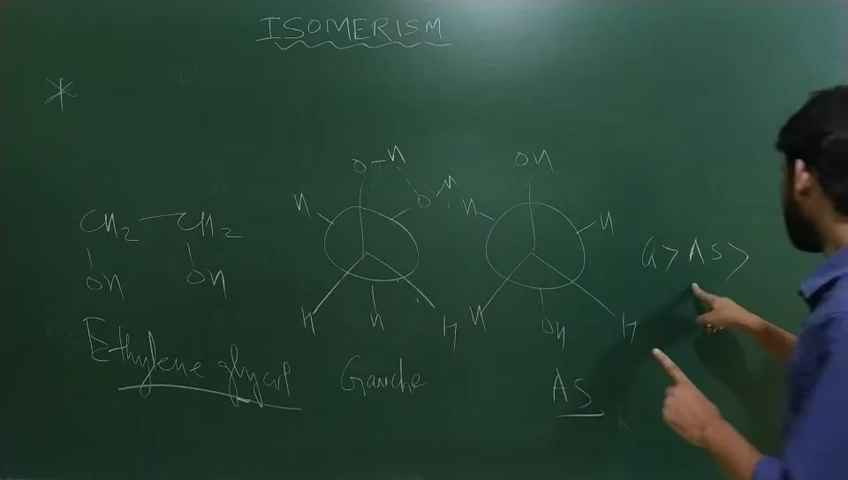 ISOMERISM
*
CH2 — CH2
OH OH
Ethylene glycol
O–H
H O H
H H H
Gauche
OH
H H
H OH H
AS
G > AS >